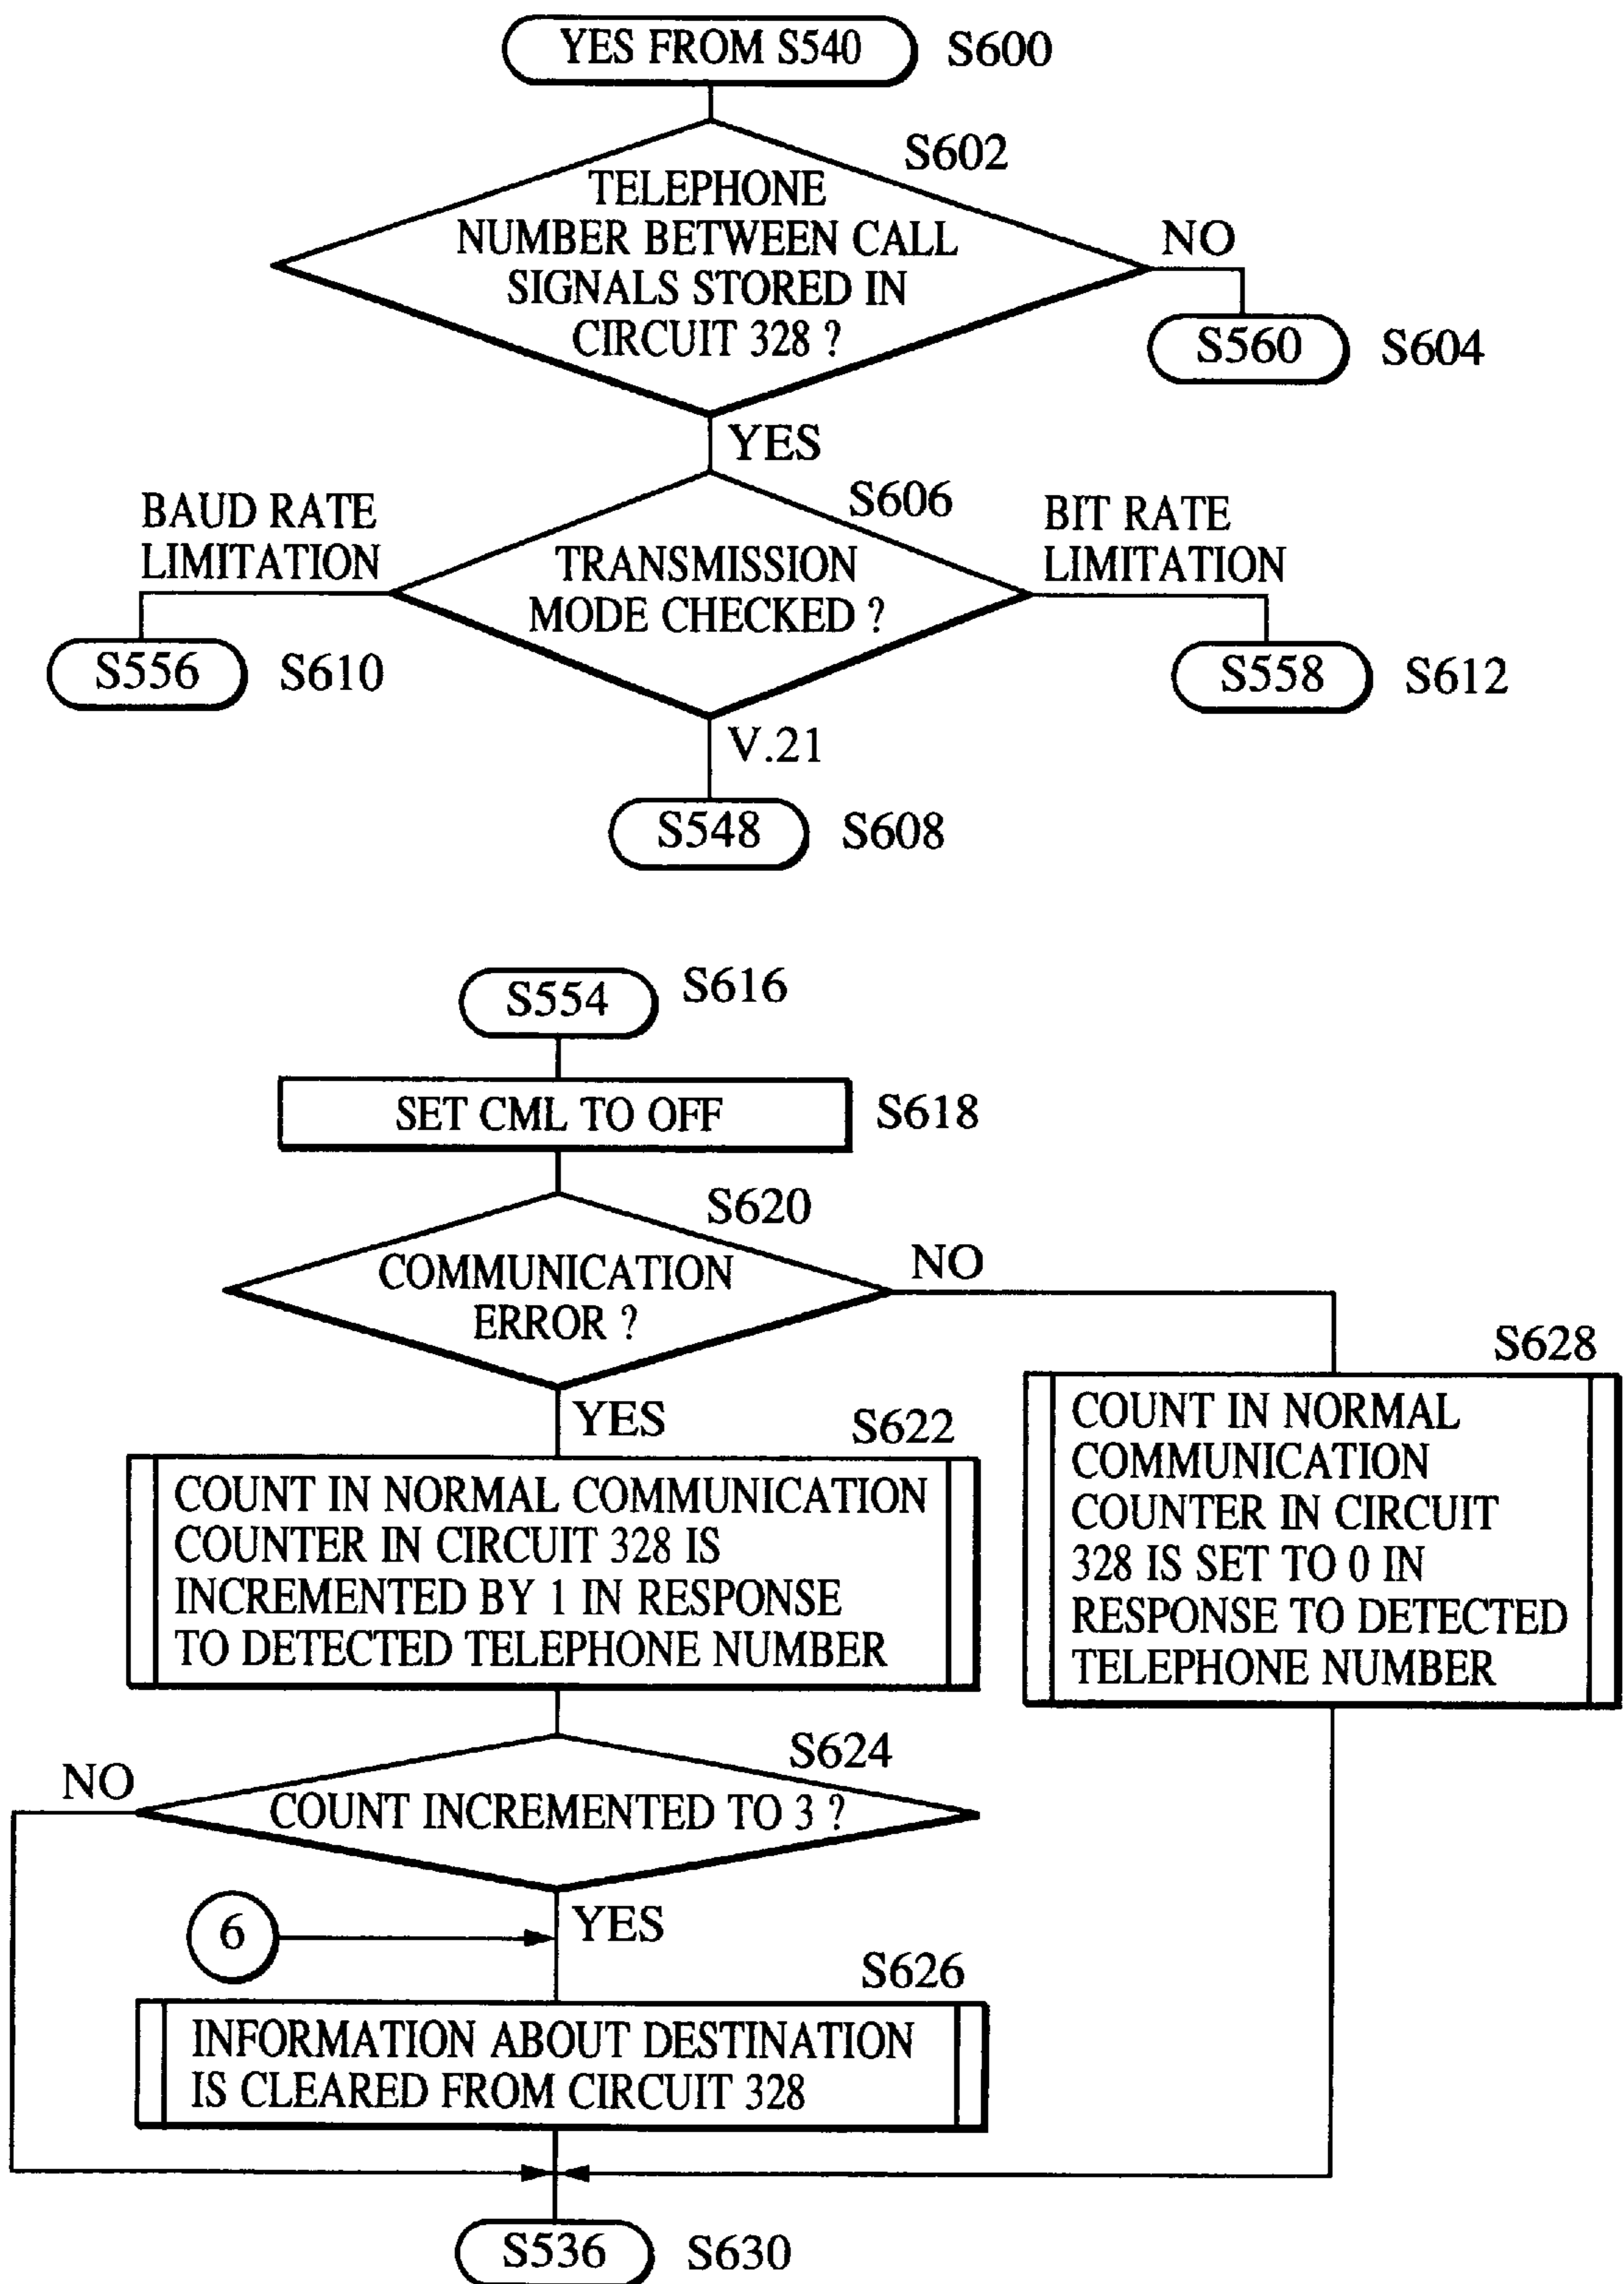 YES FROM S540
S600
S602
TELEPHONE
NUMBER BETWEEN CALL
SIGNALS STORED IN
CIRCUIT 328 ?
NO
S560
S604
YES
S606
BAUD RATE
LIMITATION
TRANSMISSION
MODE CHECKED ?
BIT RATE
LIMITATION
S556
S610
S558
S612
V.21
S548
S608
S554
S616
SET CML TO OFF
S618
S620
COMMUNICATION
ERROR ?
NO
YES
S622
COUNT IN NORMAL COMMUNICATION
COUNTER IN CIRCUIT 328 IS
INCREMENTED BY 1 IN RESPONSE
TO DETECTED TELEPHONE NUMBER
S628
COUNT IN NORMAL
COMMUNICATION
COUNTER IN CIRCUIT
328 IS SET TO 0 IN
RESPONSE TO DETECTED
TELEPHONE NUMBER
S624
NO
COUNT INCREMENTED TO 3 ?
6
YES
S626
INFORMATION ABOUT DESTINATION
IS CLEARED FROM CIRCUIT 328
S536
S630